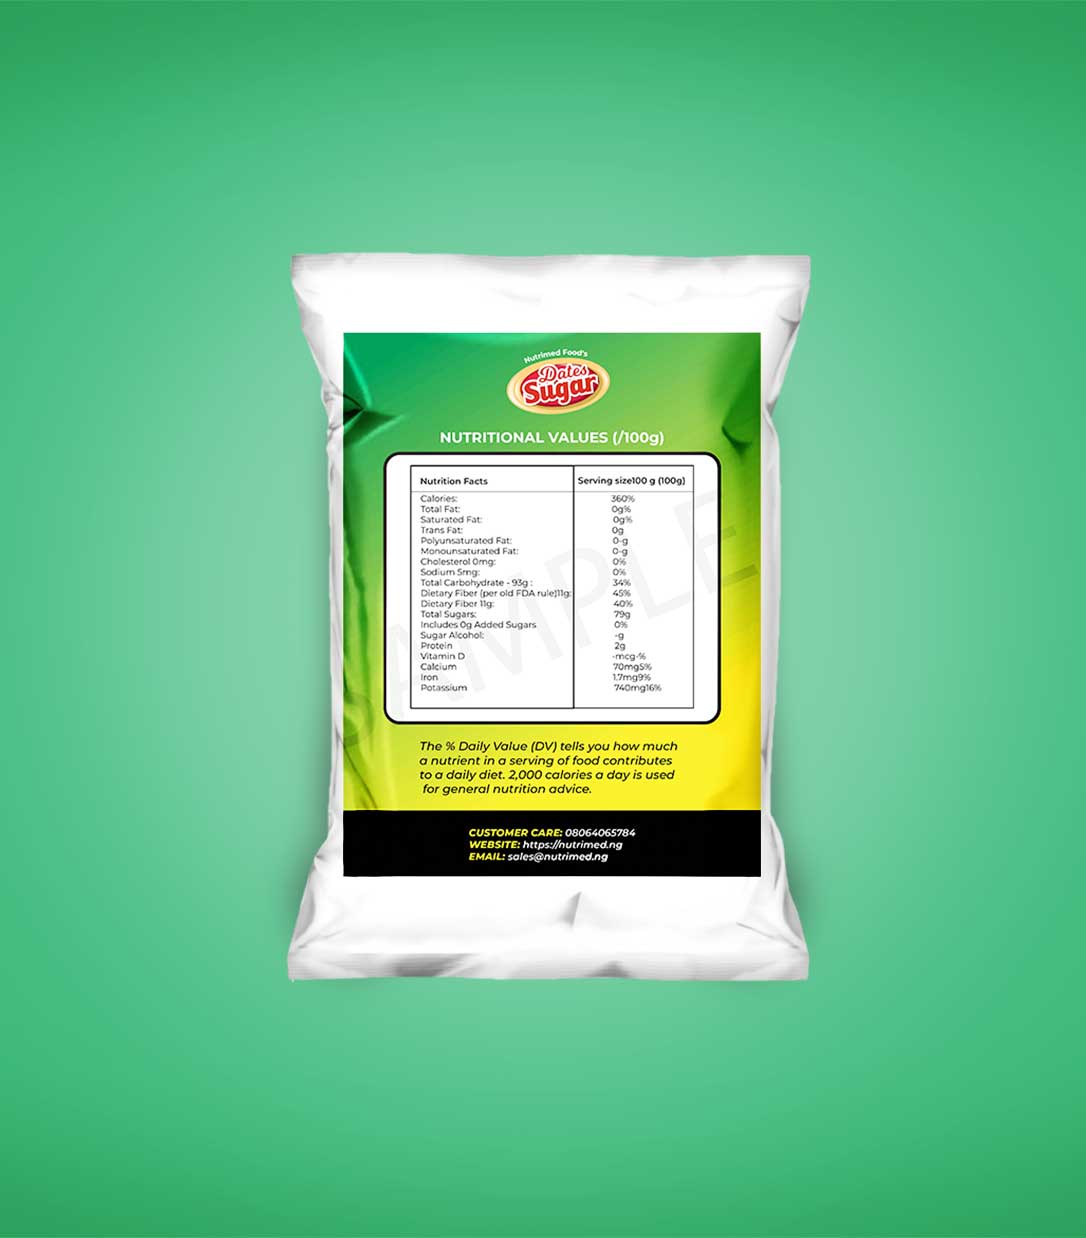 Nutrimed Food's
Dates
Sugar
NUTRITIONAL VALUES (/100g)
Nutrition Facts Serving size100 g (100g)
Calories: 360%
Total Fat: 0g%
Saturated Fat: 0g%
Trans Fat: 0g
Polyunsaturated Fat: 0-g
Monounsaturated Fat: 0-g
Cholesterol 0mg: 0%
Sodium 5mg: 0%
Total Carbohydrate - 93g : 34%
Dietary Fiber (per old FDA rule)11g: 45%
Dietary Fiber 11g: 40%
Total Sugars: 79g
Includes 0g Added Sugars 0%
Sugar Alcohol: -g
Protein 2g
Vitamin D -mcg-%
Calcium 70mg5%
Iron 1.7mg9%
Potassium 740mg16%
SAMPLE
The % Daily Value (DV) tells you how much
a nutrient in a serving of food contributes
to a daily diet. 2,000 calories a day is used
for general nutrition advice.
CUSTOMER CARE: 08064065784
WEBSITE: https://nutrimed.ng
EMAIL: sales@nutrimed.ng